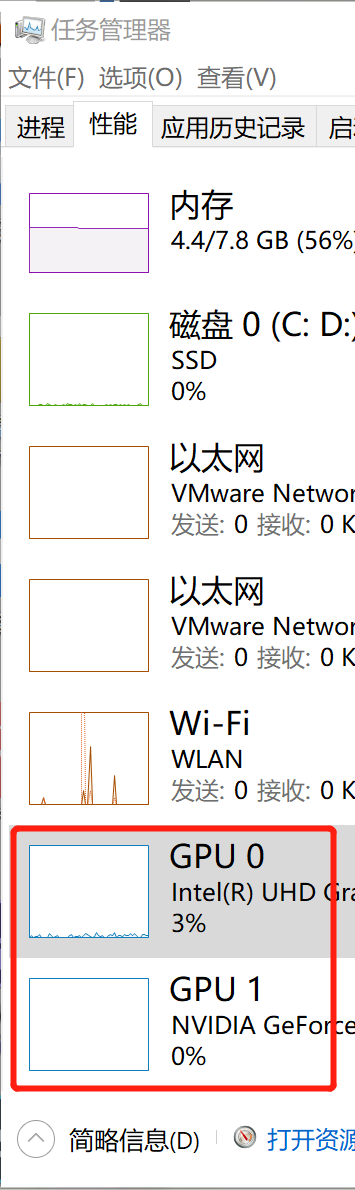 任务管理器
文件(F) 选项(O) 查看(V)
进程 性能 应用历史记录
内存
4.4/7.8 GB (56%)
磁盘 0 (C: D:)
SSD
0%
以太网
VMware Networ
发送: 0 接收: 0 K
以太网
VMware Networ
发送: 0 接收: 0 K
Wi-Fi
WLAN
发送: 0 接收: 0 K
GPU 0
Intel(R) UHD Gra
3%
GPU 1
NVIDIA GeForce
0%
简略信息(D) 打开资源